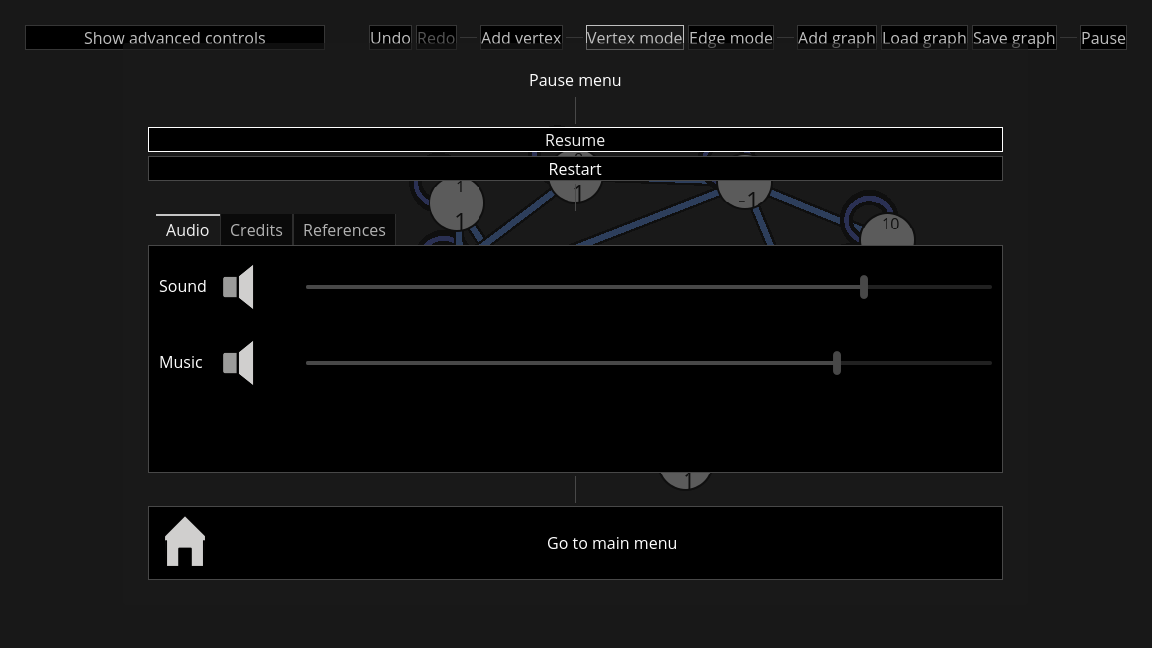 Show advanced controls Undo Redo Add vertex Vertex mode Edge mode Add graph Load graph Save graph Pause
Pause menu
Resume
Restart
1 1 1 -1 10
Audio Credits References
Sound
Music
1
Go to main menu